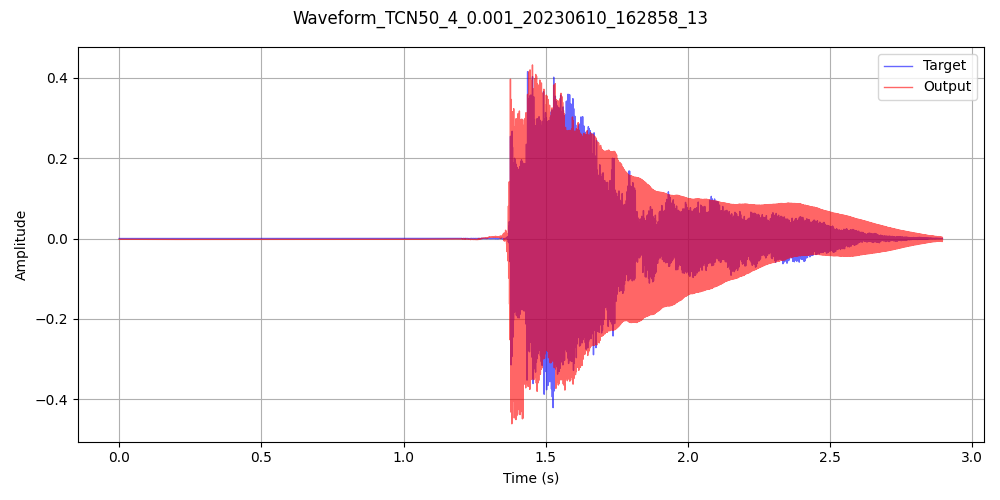 Waveform_TCN50_4_0.001_20230610_162858_13
Target
Output
Amplitude
0.4
0.2
0.0
−0.2
−0.4
0.0 0.5 1.0 1.5 2.0 2.5 3.0
Time (s)